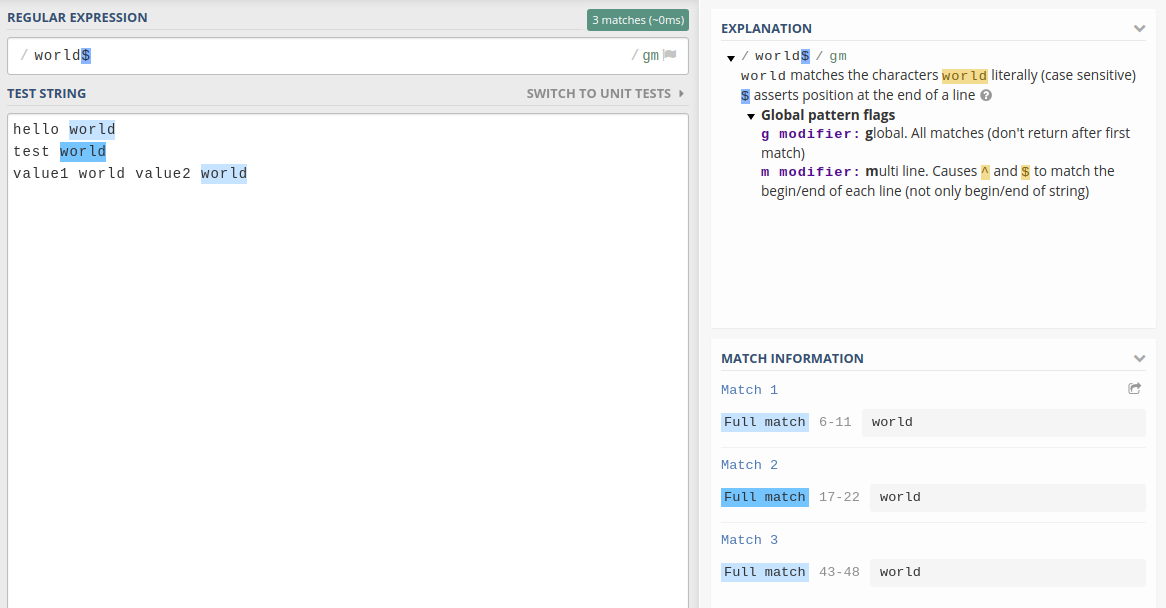 REGULAR EXPRESSION
3 matches (~0ms)
/ world$
/ gm
TEST STRING
SWITCH TO UNIT TESTS
hello world
test world
value1 world value2 world
EXPLANATION
/ world$ / gm
world matches the characters world literally (case sensitive)
$ asserts position at the end of a line ?
Global pattern flags
g modifier: global. All matches (don't return after first
match)
m modifier: multi line. Causes ^ and $ to match the
begin/end of each line (not only begin/end of string)
MATCH INFORMATION
Match 1
Full match 6-11 world
Match 2
Full match 17-22 world
Match 3
Full match 43-48 world